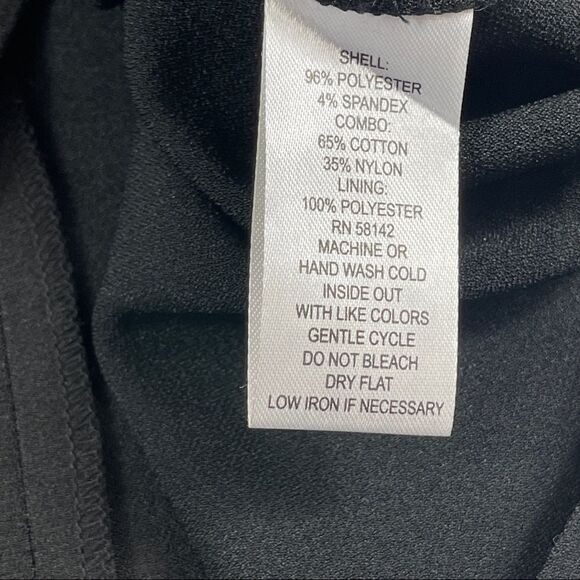 SHELL:
96% POLYESTER
4% SPANDEX
COMBO:
65% COTTON
35% NYLON
LINING:
100% POLYESTER
RN 58142
MACHINE OR
HAND WASH COLD
INSIDE OUT
WITH LIKE COLORS
GENTLE CYCLE
DO NOT BLEACH
DRY FLAT
LOW IRON IF NECESSARY